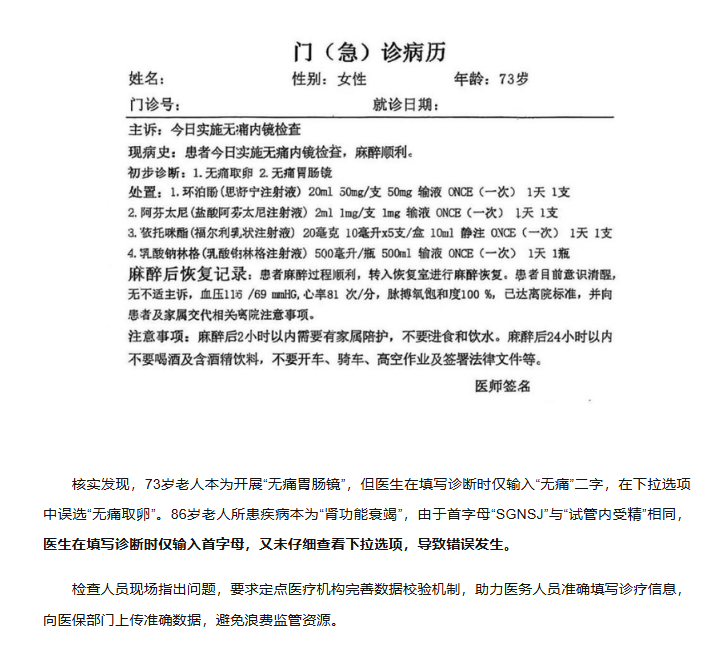 门（急）诊病历
姓名： 性别：女性 年龄：73岁
门诊号： 就诊日期：
主诉：今日实施无痛内镜检查
现病史：患者今日实施无痛内镜检查，麻醉顺利。
初步诊断：1.无痛取卵 2.无痛胃肠镜
处置：1.环泊酚(思舒宁注射液) 20ml 50mg/支 50mg 输液 ONCE（一次） 1天 1支
2.阿芬太尼(盐酸阿芬太尼注射液) 2ml 1mg/支 1mg 输液 ONCE（一次） 1天 1支
3.依托咪酯(福尔利乳状注射液) 20毫克 10毫升x5支/盒 10ml 静注 ONCE（一次） 1天 1支
4.乳酸钠林格(乳酸钠林格注射液) 500毫升/瓶 500ml 输液 ONCE（一次） 1天 1瓶
麻醉后恢复记录：患者麻醉过程顺利，转入恢复室进行麻醉恢复。患者目前意识清醒，
无不适主诉，血压116 /69 mmHG,心率81 次/分，脉搏氧饱和度100 %，已达离院标准，并向
患者及家属交代相关离院注意事项。
注意事项：麻醉后2小时以内需要有家属陪护，不要进食和饮水。麻醉后24小时以内
不要喝酒及含酒精饮料，不要开车、骑车、高空作业及签署法律文件等。
医师签名
核实发现，73岁老人本为开展“无痛胃肠镜”，但医生在填写诊断时仅输入“无痛”二字，在下拉选项
中误选“无痛取卵”。86岁老人所患疾病本为“肾功能衰竭”，由于首字母“SGNSJ”与“试管内受精”相同，
医生在填写诊断时仅输入首字母，又未仔细查看下拉选项，导致错误发生。
检查人员现场指出问题，要求定点医疗机构完善数据校验机制，助力医务人员准确填写诊疗信息，
向医保部门上传准确数据，避免浪费监管资源。